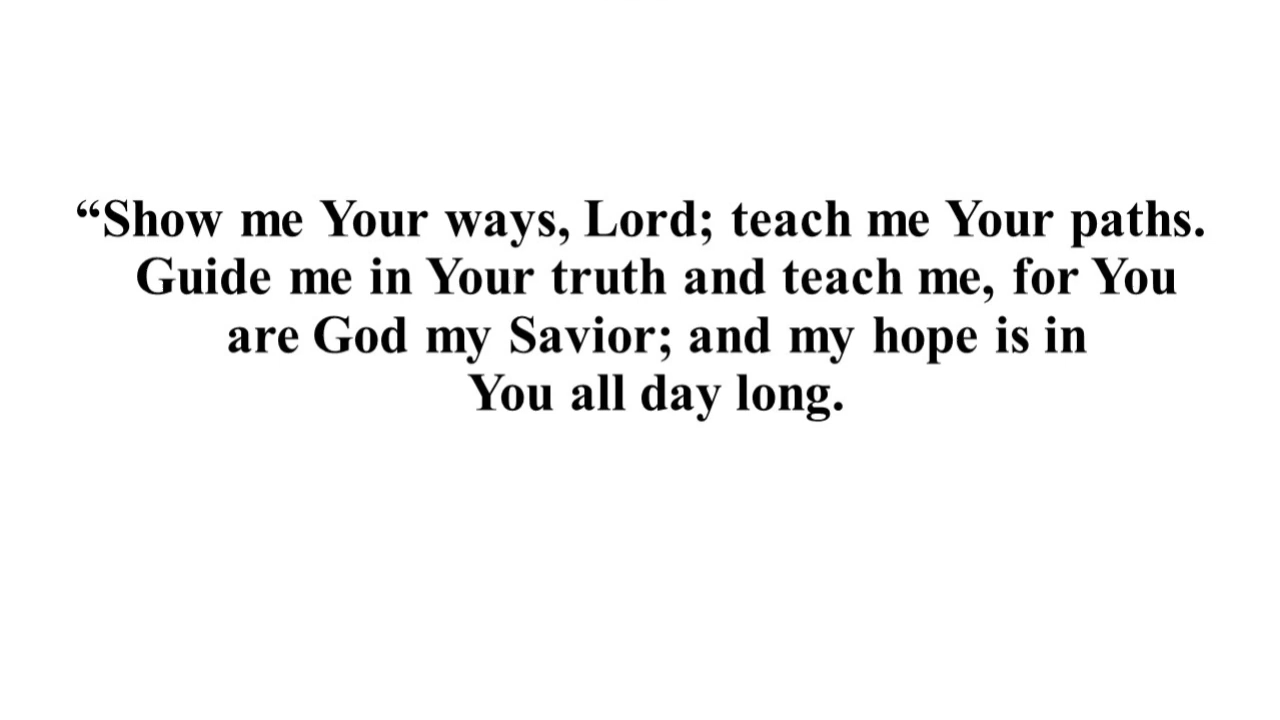 “Show me Your ways, Lord; teach me Your paths.
Guide me in Your truth and teach me, for You
are God my Savior; and my hope is in
You all day long.